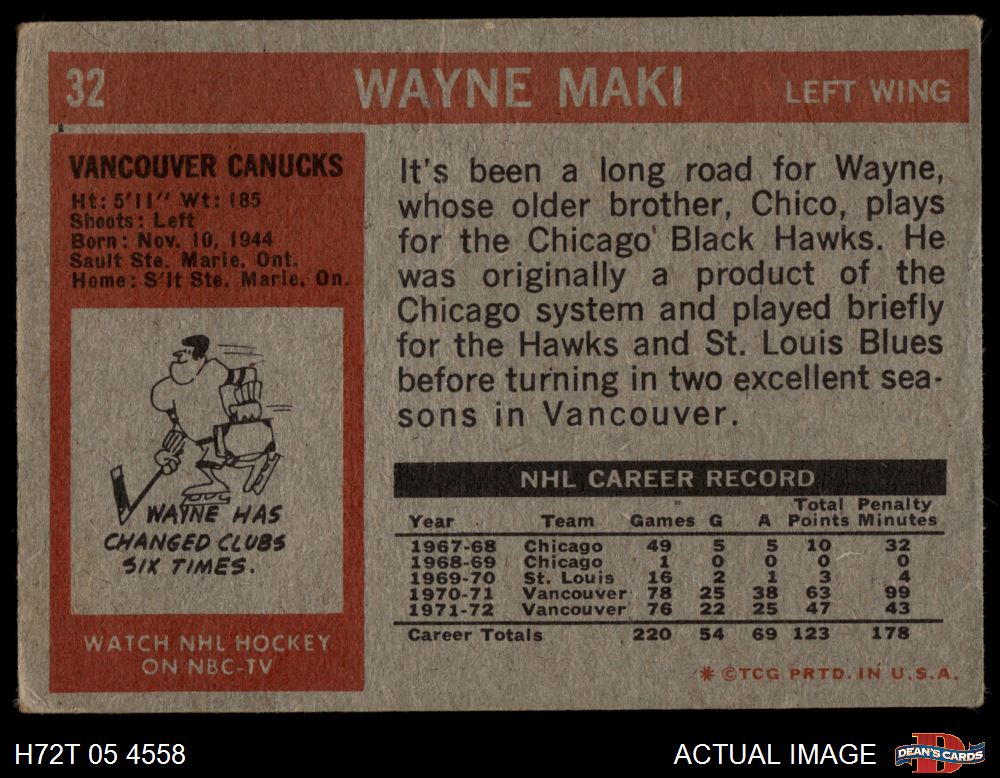 32 WAYNE MAKI LEFT WING
VANCOUVER CANUCKS
Ht: 5'11" Wt: 185
Shoots: Left
Born: Nov. 10, 1944
Sault Ste. Marie, Ont.
Home: S'lt Ste. Marie, On.
WAYNE HAS
CHANGED CLUBS
SIX TIMES.
WATCH NHL HOCKEY
ON NBC-TV
It's been a long road for Wayne,
whose older brother, Chico, plays
for the Chicago Black Hawks. He
was originally a product of the
Chicago system and played briefly
for the Hawks and St. Louis Blues
before turning in two excellent sea-
sons in Vancouver.
NHL CAREER RECORD
Total Penalty
Year Team Games G A Points Minutes
1967-68 Chicago 49 5 5 10 32
1968-69 Chicago 1 0 0 0 0
1969-70 St. Louis 16 2 1 3 4
1970-71 Vancouver 78 25 38 63 99
1971-72 Vancouver 76 22 25 47 43
Career Totals 220 54 69 123 178
* ©TCG PRTD. IN U.S.A.
H72T 05 4558 ACTUAL IMAGE DEAN'S CARDS